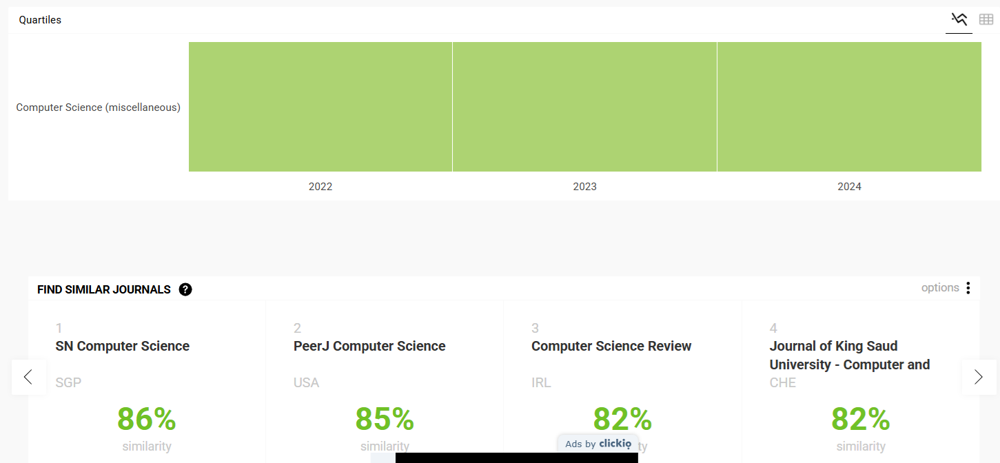 Quartiles
Computer Science (miscellaneous)
2022 2023 2024
FIND SIMILAR JOURNALS ?
options
1
SN Computer Science
SGP
86%
similarity
2
PeerJ Computer Science
USA
85%
similarity
3
Computer Science Review
IRL
82%
ty
4
Journal of King Saud
University - Computer and
CHE
82%
similarity
Ads by clickio